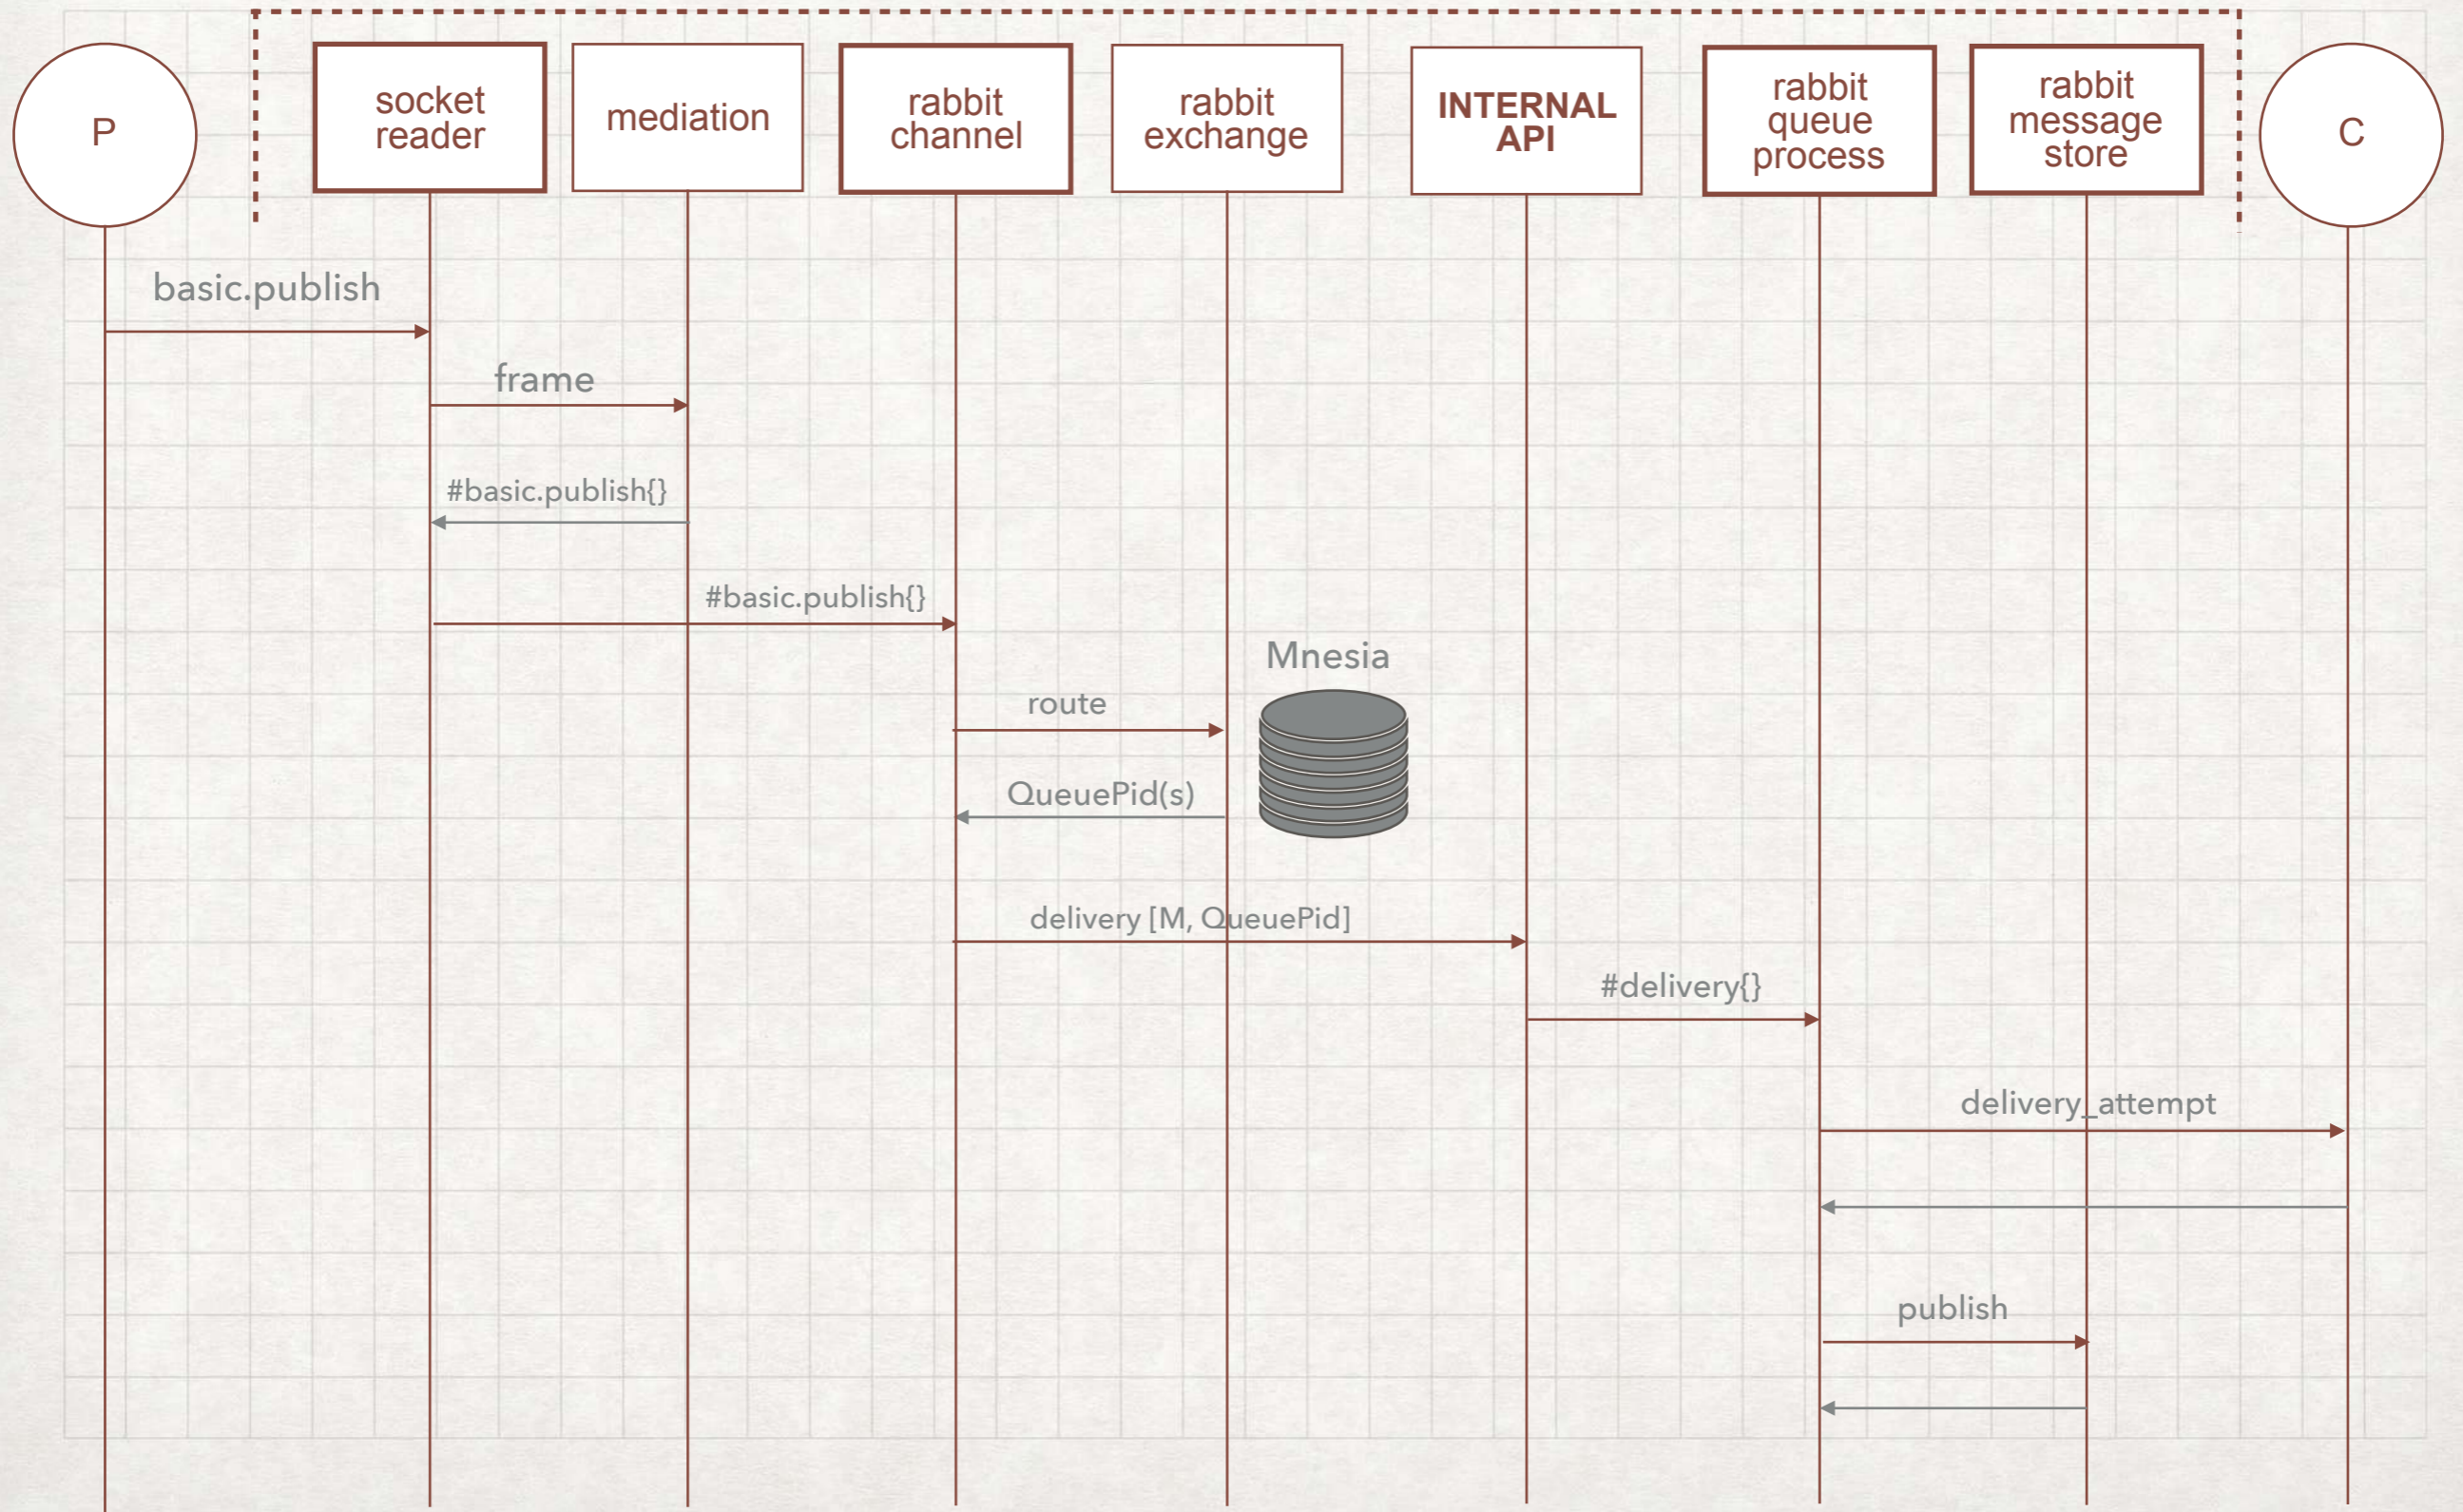 P
socket
reader
mediation
rabbit
channel
rabbit
exchange
INTERNAL
API
rabbit
queue
process
rabbit
message
store
C
basic.publish
frame
#basic.publish{}
#basic.publish{}
Mnesia
route
QueuePid(s)
delivery [M, QueuePid]
#delivery{}
delivery_attempt
publish